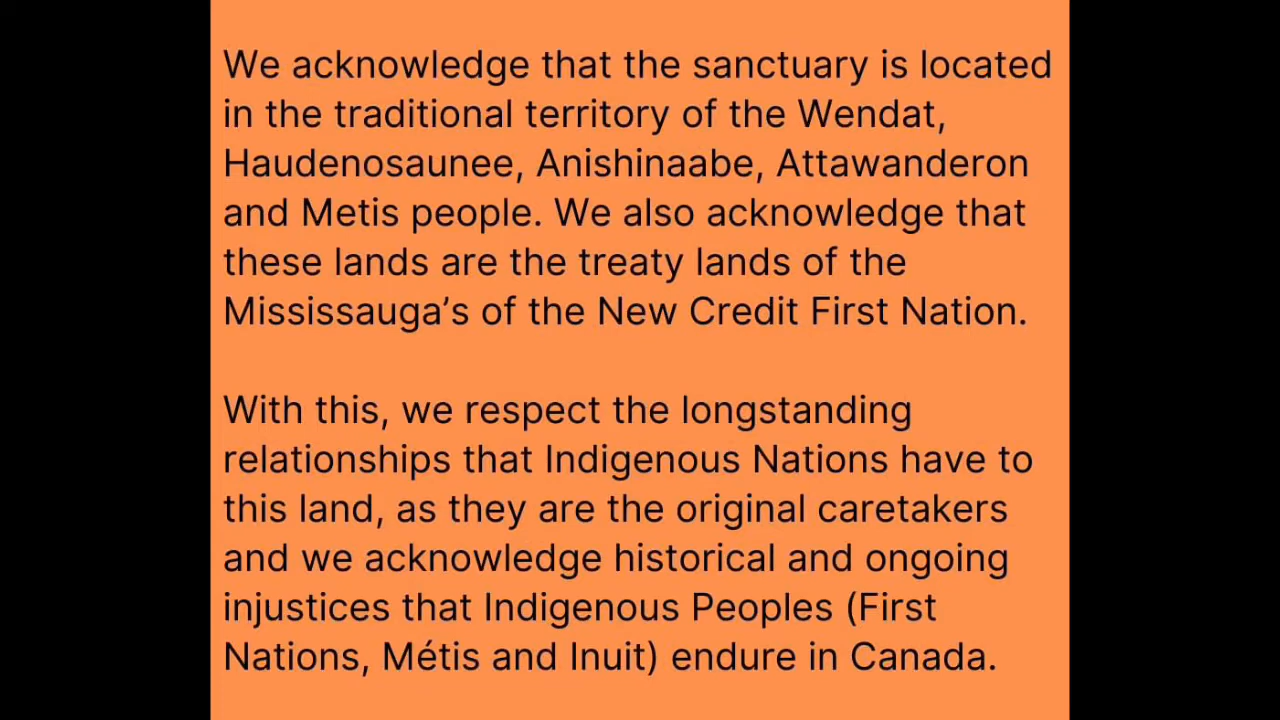 We acknowledge that the sanctuary is located
in the traditional territory of the Wendat,
Haudenosaunee, Anishinaabe, Attawanderon
and Metis people. We also acknowledge that
these lands are the treaty lands of the
Mississauga’s of the New Credit First Nation.
With this, we respect the longstanding
relationships that Indigenous Nations have to
this land, as they are the original caretakers
and we acknowledge historical and ongoing
injustices that Indigenous Peoples (First
Nations, Métis and Inuit) endure in Canada.